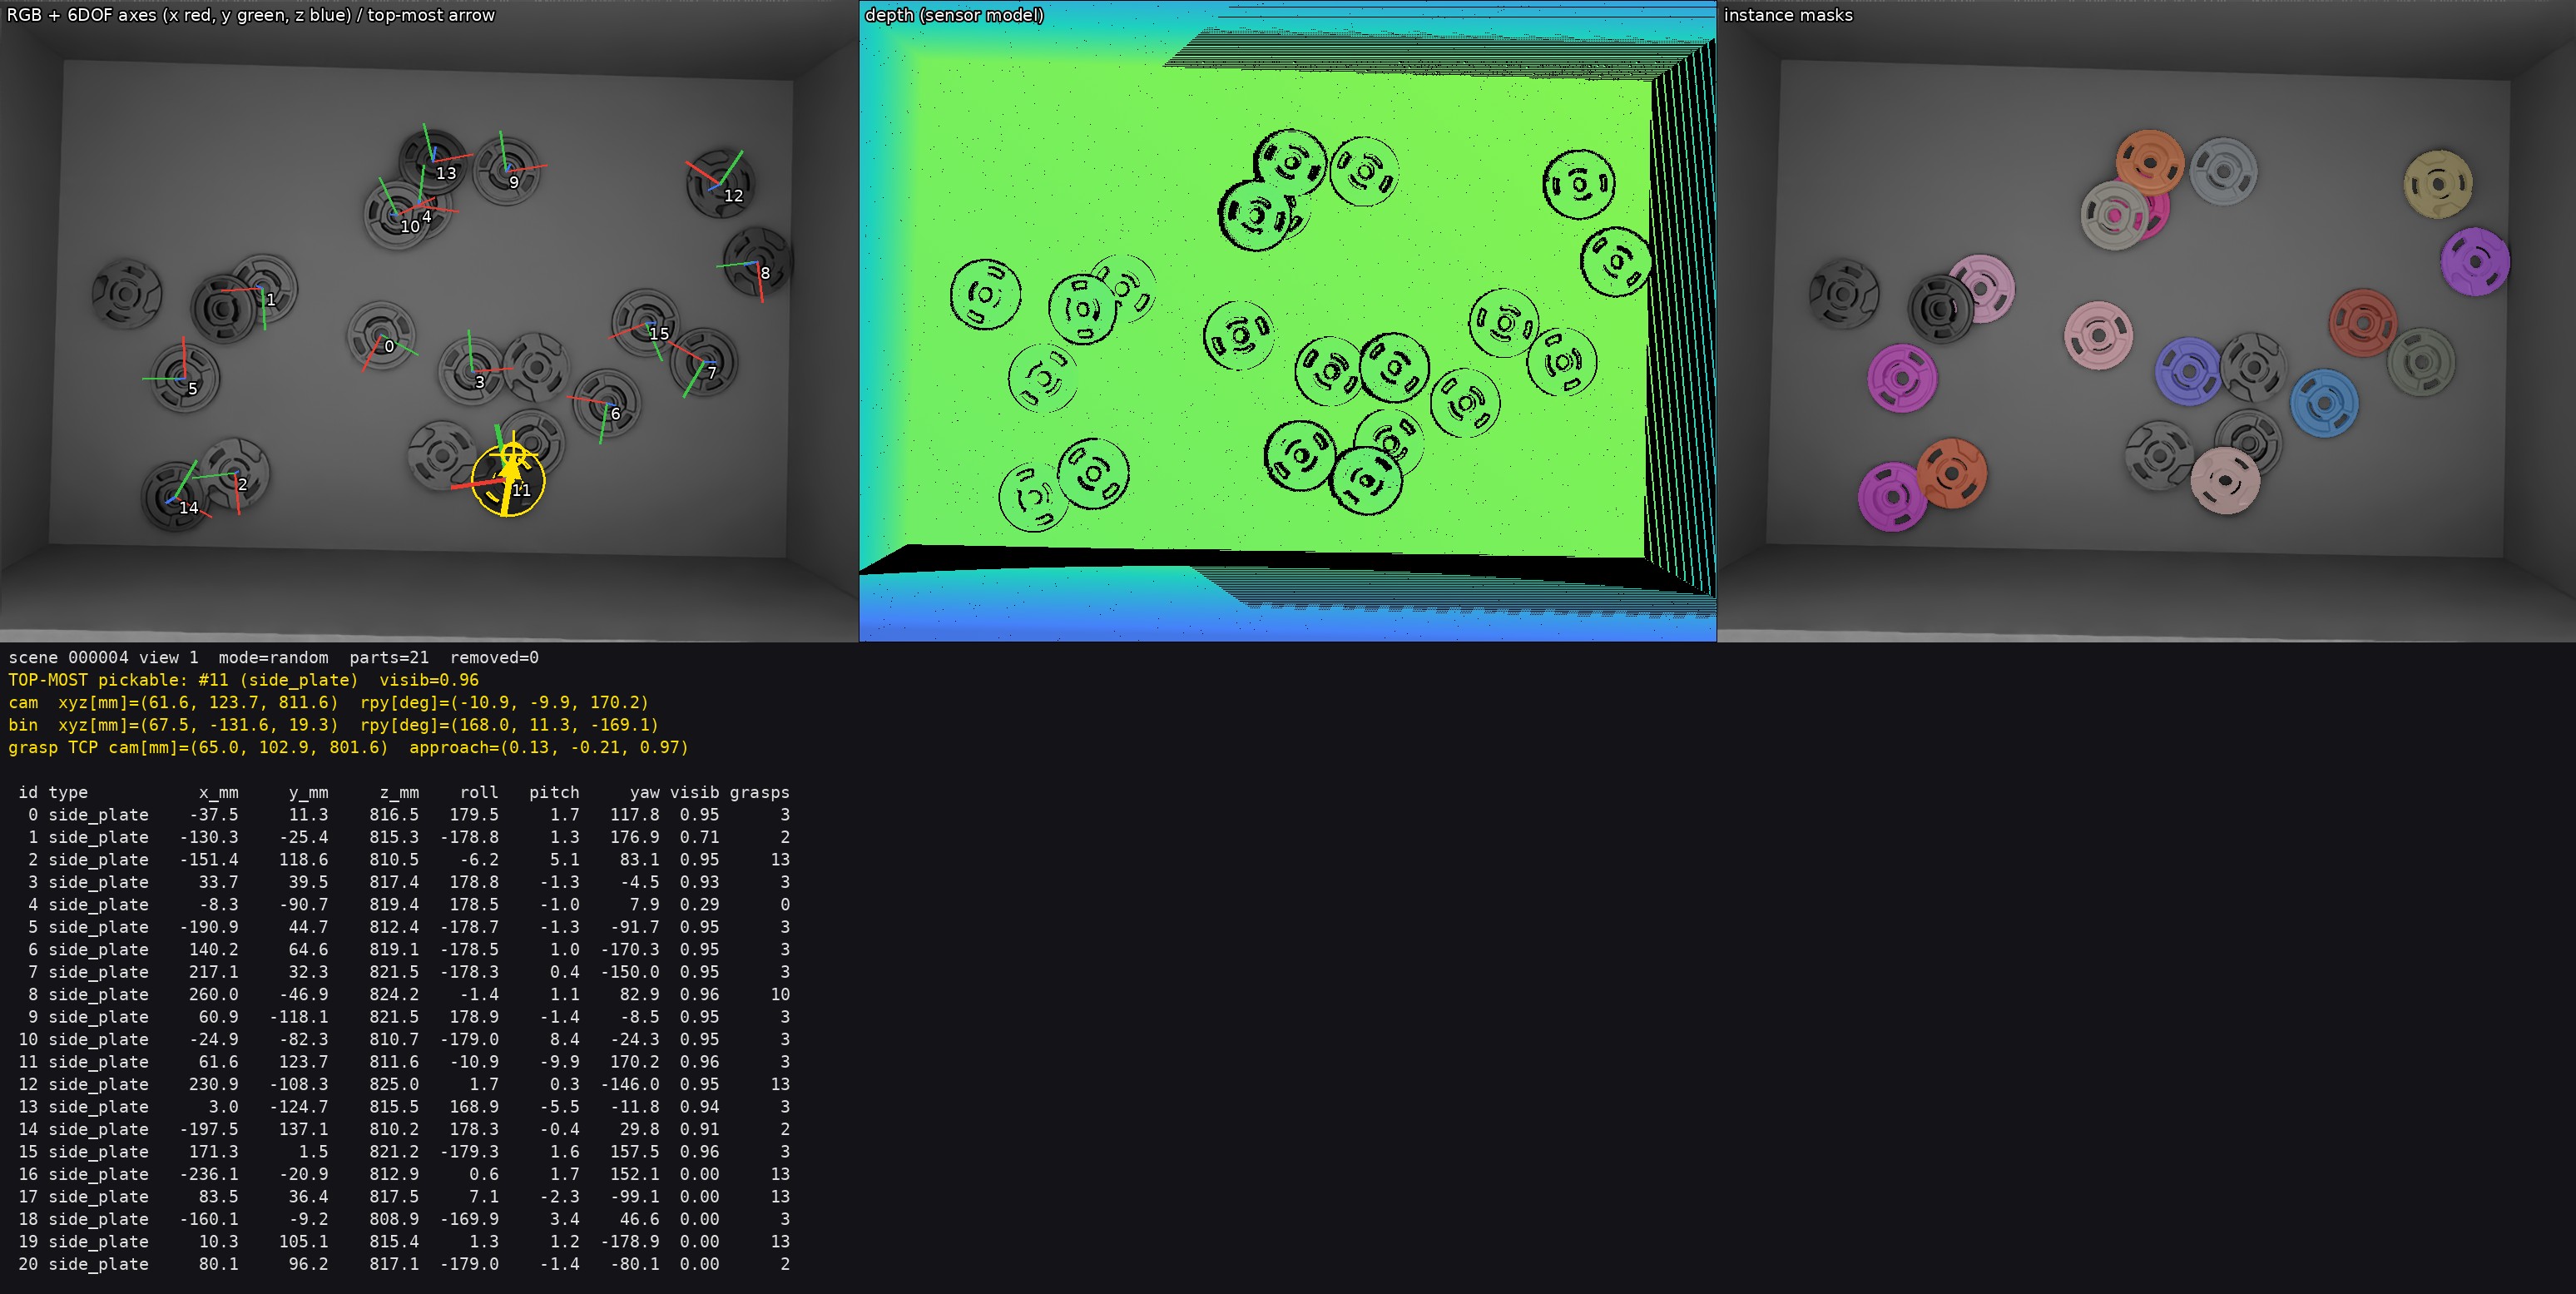 RGB + 6DOF axes (x red, y green, z blue) / top-most arrow
depth (sensor model)
instance masks
13
9
12
4
10
8
1
15
0
7
3
5
6
2
11
14
scene 000004 view 1 mode=random parts=21 removed=0
TOP-MOST pickable: #11 (side_plate) visib=0.96
cam xyz[mm]=(61.6, 123.7, 811.6) rpy[deg]=(-10.9, -9.9, 170.2)
bin xyz[mm]=(67.5, -131.6, 19.3) rpy[deg]=(168.0, 11.3, -169.1)
grasp TCP cam[mm]=(65.0, 102.9, 801.6) approach=(0.13, -0.21, 0.97)
id type x_mm y_mm z_mm roll pitch yaw visib grasps
0 side_plate -37.5 11.3 816.5 179.5 1.7 117.8 0.95 3
1 side_plate -130.3 -25.4 815.3 -178.8 1.3 176.9 0.71 2
2 side_plate -151.4 118.6 810.5 -6.2 5.1 83.1 0.95 13
3 side_plate 33.7 39.5 817.4 178.8 -1.3 -4.5 0.93 3
4 side_plate -8.3 -90.7 819.4 178.5 -1.0 7.9 0.29 0
5 side_plate -190.9 44.7 812.4 -178.7 -1.3 -91.7 0.95 3
6 side_plate 140.2 64.6 819.1 -178.5 1.0 -170.3 0.95 3
7 side_plate 217.1 32.3 821.5 -178.3 0.4 -150.0 0.95 3
8 side_plate 260.0 -46.9 824.2 -1.4 1.1 82.9 0.96 10
9 side_plate 60.9 -118.1 821.5 178.9 -1.4 -8.5 0.95 3
10 side_plate -24.9 -82.3 810.7 -179.0 8.4 -24.3 0.95 3
11 side_plate 61.6 123.7 811.6 -10.9 -9.9 170.2 0.96 3
12 side_plate 230.9 -108.3 825.0 1.7 0.3 -146.0 0.95 13
13 side_plate 3.0 -124.7 815.5 168.9 -5.5 -11.8 0.94 3
14 side_plate -197.5 137.1 810.2 178.3 -0.4 29.8 0.91 2
15 side_plate 171.3 1.5 821.2 -179.3 1.6 157.5 0.96 3
16 side_plate -236.1 -20.9 812.9 0.6 1.7 152.1 0.00 13
17 side_plate 83.5 36.4 817.5 7.1 -2.3 -99.1 0.00 13
18 side_plate -160.1 -9.2 808.9 -169.9 3.4 46.6 0.00 3
19 side_plate 10.3 105.1 815.4 1.3 1.2 -178.9 0.00 13
20 side_plate 80.1 96.2 817.1 -179.0 -1.4 -80.1 0.00 2